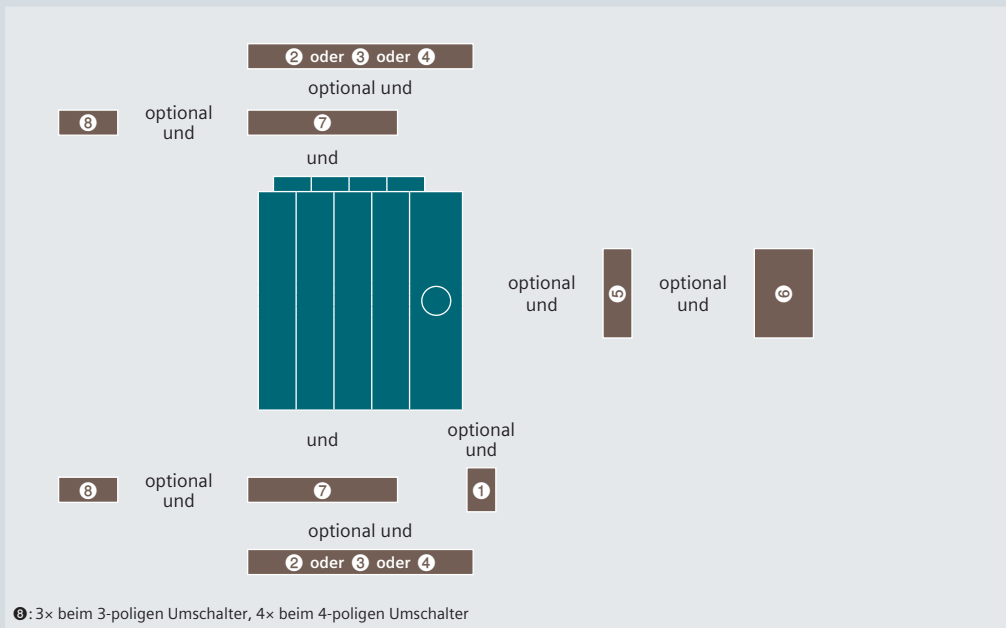 ❷ oder ❸ oder ❹
optional und
❽
optional
und
❼
und
optional
und
❺
optional
und
❻
und
optional
und
❽
optional
und
❼
❶
optional und
❷ oder ❸ oder ❹
❽: 3× beim 3-poligen Umschalter, 4× beim 4-poligen Umschalter